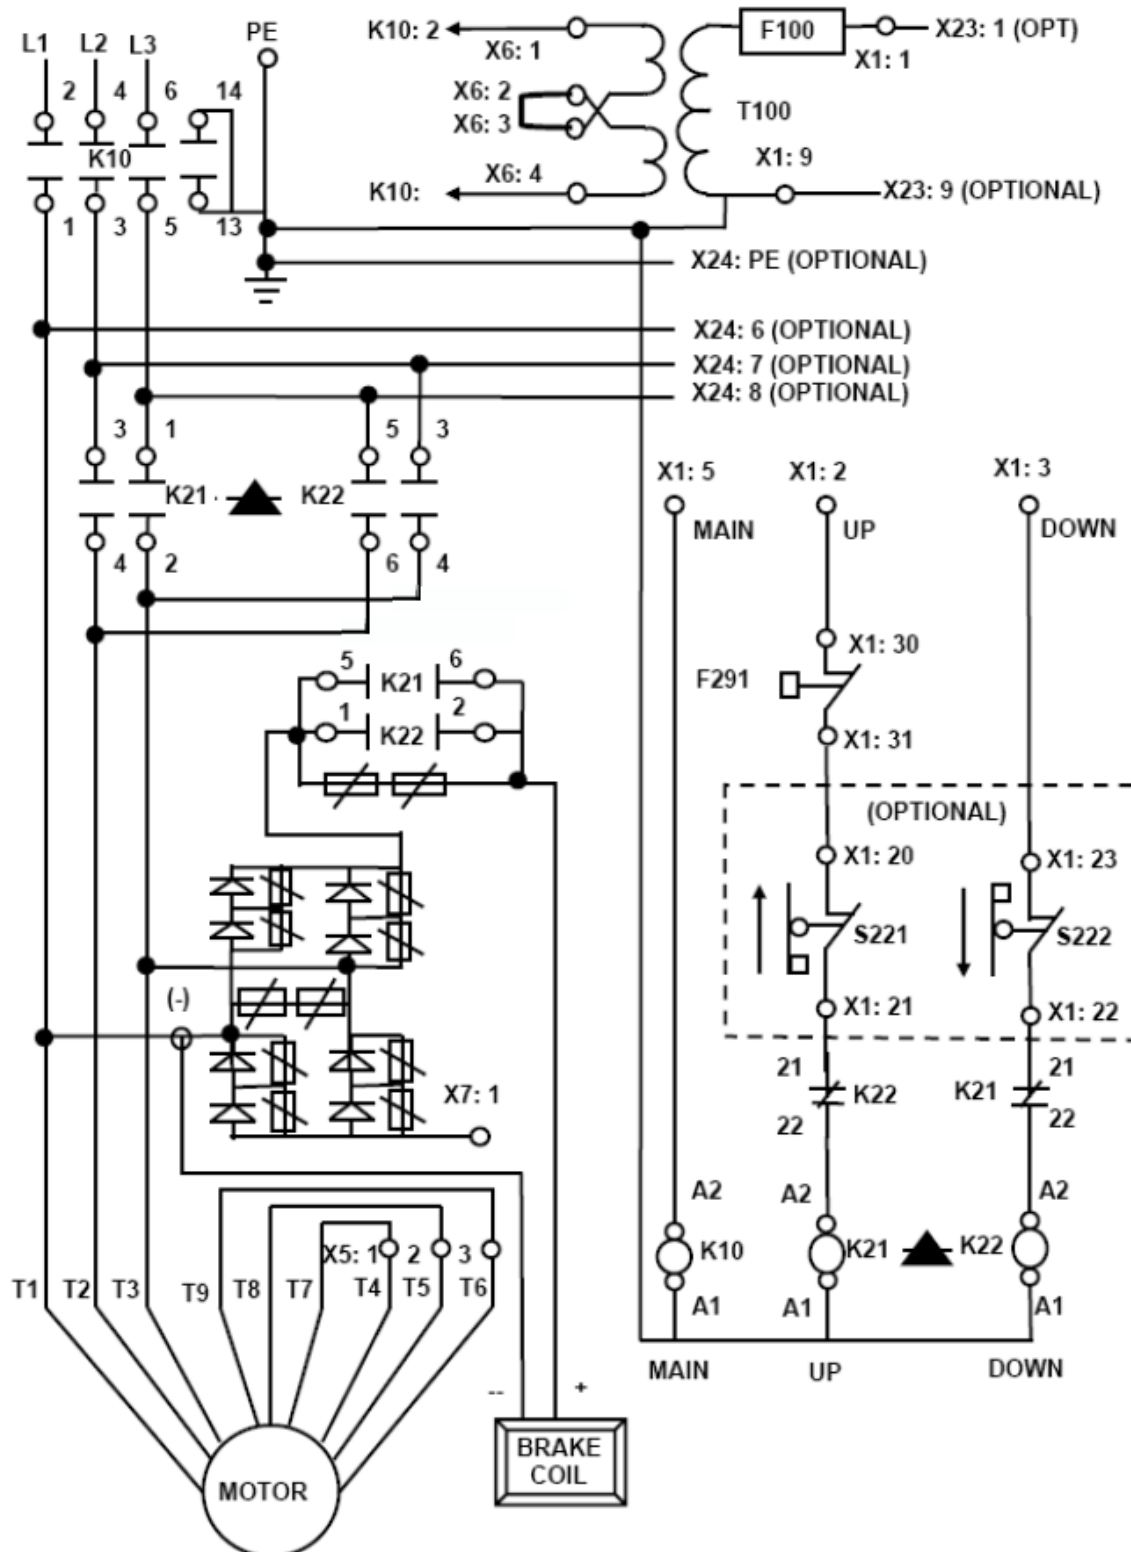 L1 L2 L3 PE
K10: 2 X6: 1 F100 X23: 1 (OPT)
X1: 1
2 4 6 14
X6: 2
X6: 3
T100
K10
X1: 9
K10: X6: 4 X23: 9 (OPTIONAL)
1 3 5 13
X24: PE (OPTIONAL)
X24: 6 (OPTIONAL)
X24: 7 (OPTIONAL)
X24: 8 (OPTIONAL)
3 1 5 3
K21 K22
4 2 6 4
X1: 5 X1: 2 X1: 3
MAIN UP DOWN
X1: 30
F291
X1: 31
5 K21 6
1 K22 2
(OPTIONAL)
X1: 20 X1: 23
S221 S222
X1: 21 X1: 22
(-)
X7: 1
21 K22 K21 21
22 22
A2 A2 A2
K10 K21 K22
A1 A1 A1
MAIN UP DOWN
X5: 1 2 3
T1 T2 T3 T9 T8 T7 T4 T5 T6
-- +
BRAKE
COIL
MOTOR